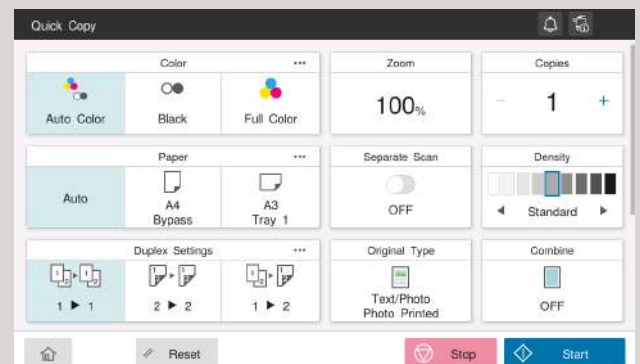 Quick Copy
Color ...
Zoom
Copies
Auto Color
Black
Full Color
100%
− 1 +
Paper ...
Separate Scan
Density
Auto
A4
Bypass
A3
Tray 1
OFF
◀ Standard ▶
Duplex Settings ...
Original Type
Combine
1 ▶ 1
2 ▶ 2
1 ▶ 2
Text/Photo
Photo Printed
OFF
Reset
Stop
Start